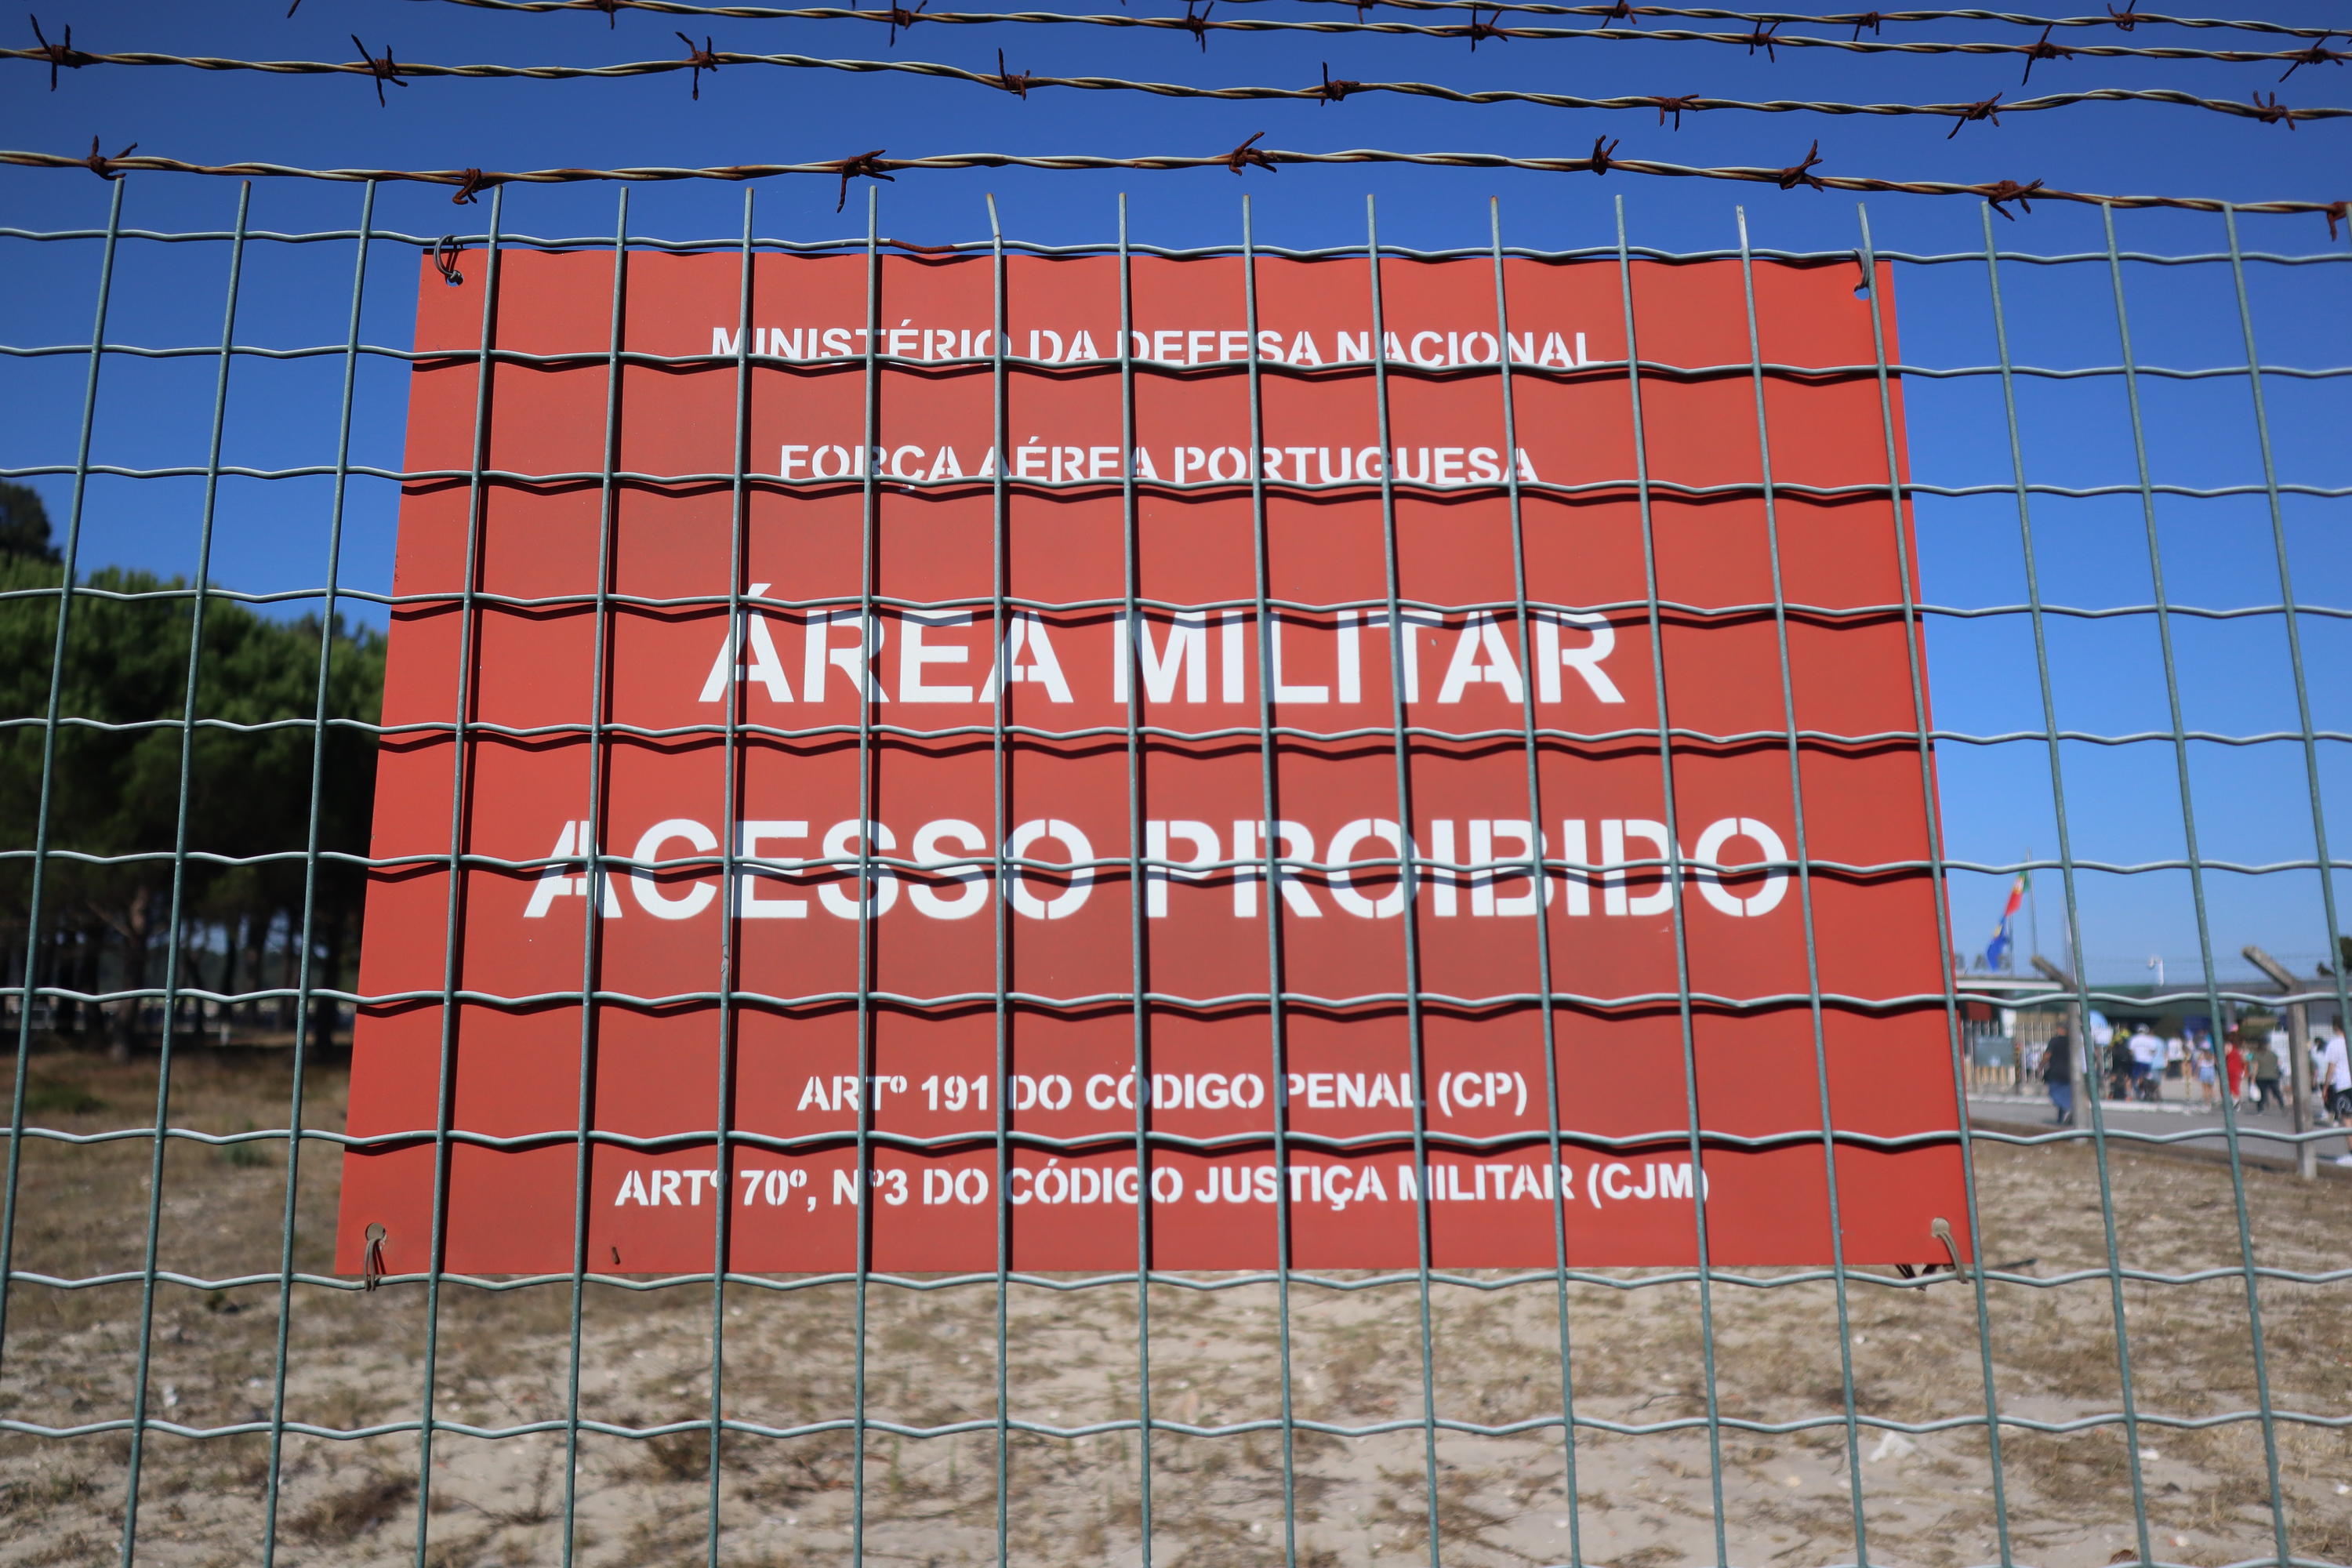 MINISTÉRIO DA DEFESA NACIONAL
FORÇA AÉREA PORTUGUESA
ÁREA MILITAR
ACESSO PROIBIDO
ARTº 191 DO CÓDIGO PENAL (CP)
ARTº 70º, Nº3 DO CÓDIGO JUSTIÇA MILITAR (CJM)